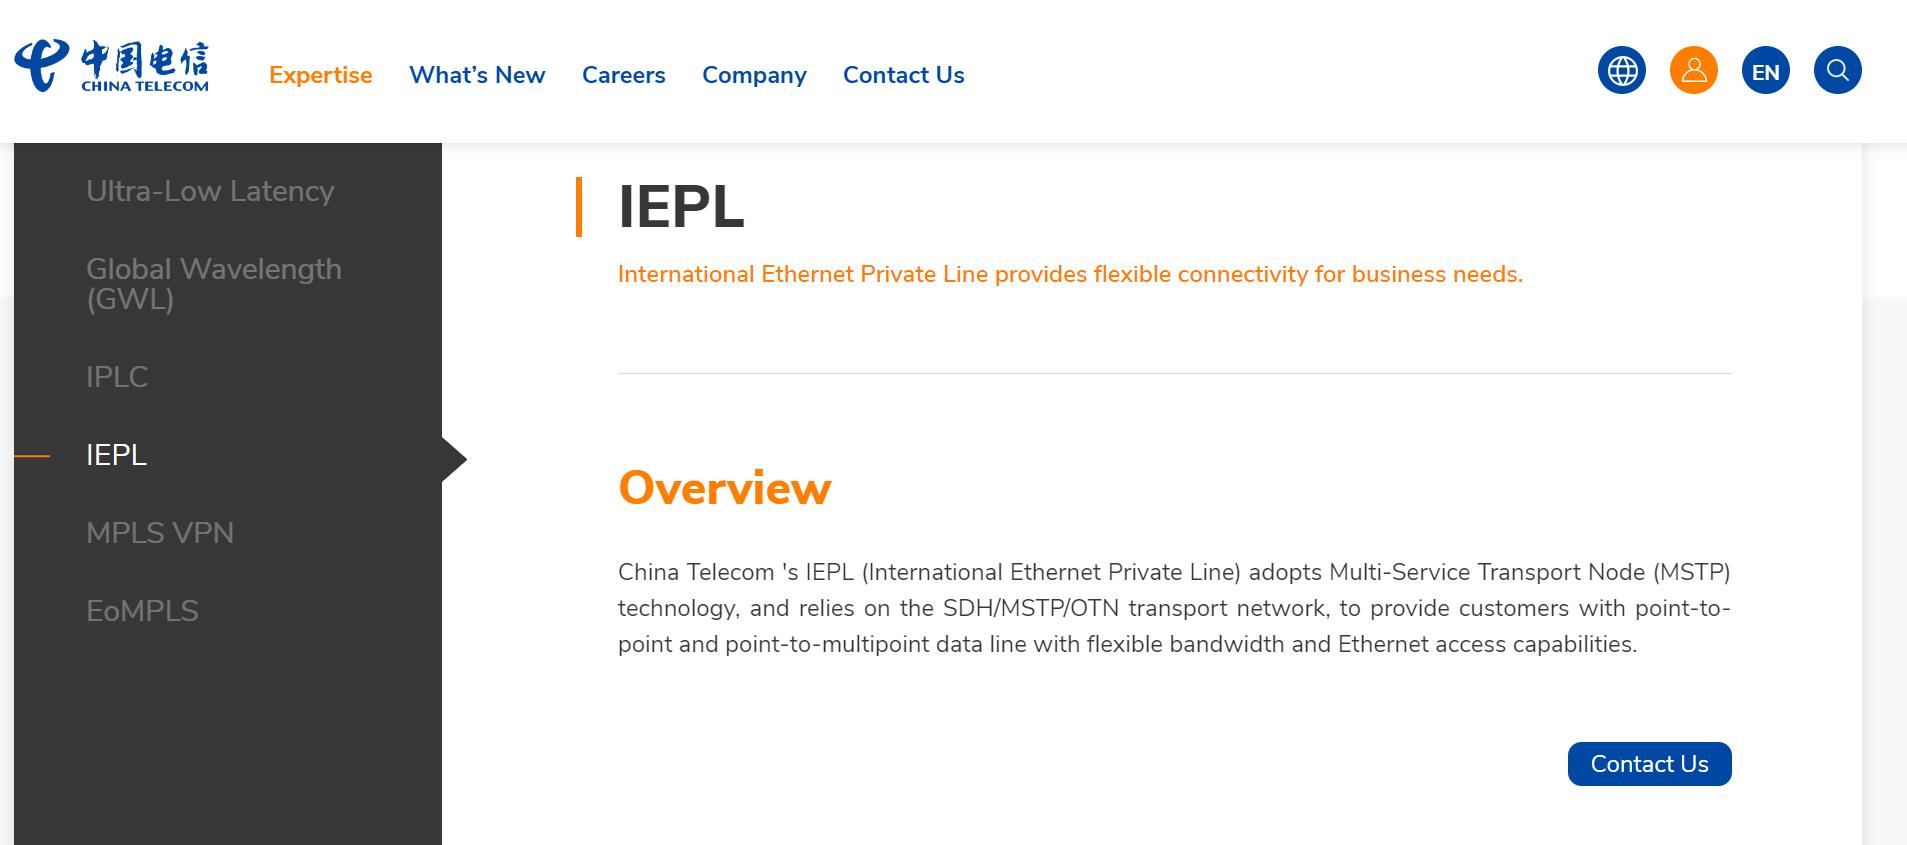 中国电信
CHINA TELECOM
Expertise
What's New
Careers
Company
Contact Us
EN
Ultra-Low Latency
Global Wavelength
(GWL)
IPLC
IEPL
MPLS VPN
EoMPLS
IEPL
International Ethernet Private Line provides flexible connectivity for business needs.
Overview
China Telecom 's IEPL (International Ethernet Private Line) adopts Multi-Service Transport Node (MSTP)
technology, and relies on the SDH/MSTP/OTN transport network, to provide customers with point-to-
point and point-to-multipoint data line with flexible bandwidth and Ethernet access capabilities.
Contact Us